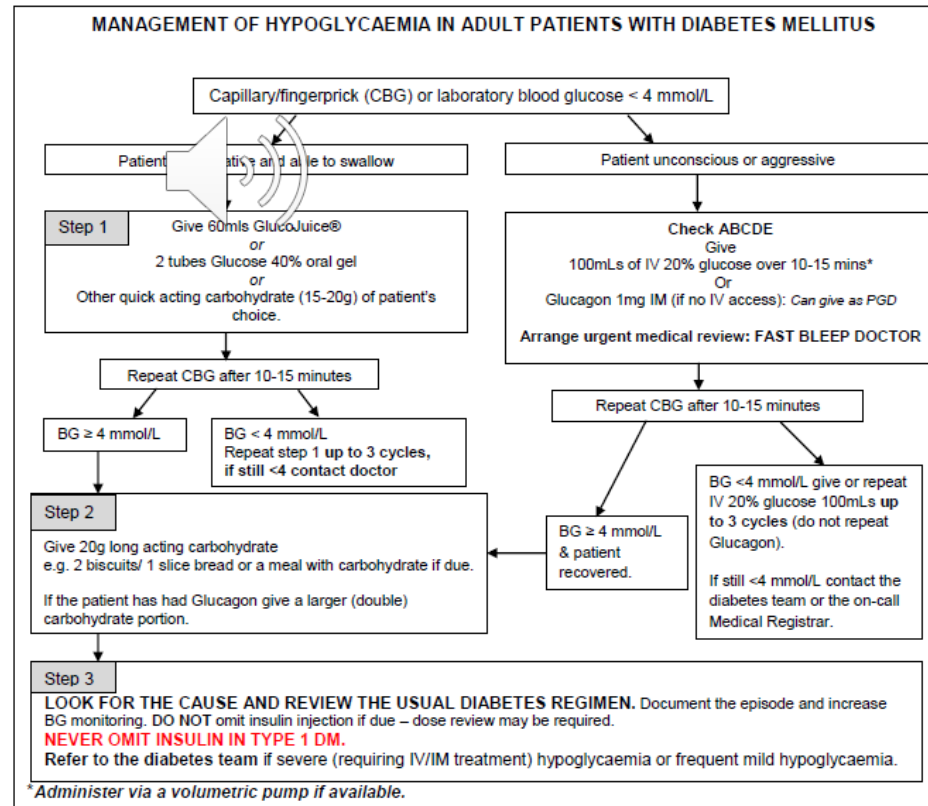 MANAGEMENT OF HYPOGLYCAEMIA IN ADULT PATIENTS WITH DIABETES MELLITUS
Capillary/fingerprick (CBG) or laboratory blood glucose < 4 mmol/L
Patient and able to swallow
Step 1
Give 60mls GlucoJuice®
or
2 tubes Glucose 40% oral gel
or
Other quick acting carbohydrate (15-20g) of patient's
choice.
Repeat CBG after 10-15 minutes
BG ≥ 4 mmol/L
BG < 4 mmol/L
Repeat step 1 up to 3 cycles,
if still <4 contact doctor
Patient unconscious or aggressive
Check ABCDE
Give
100mLs of IV 20% glucose over 10-15 mins*
Or
Glucagon 1mg IM (if no IV access): Can give as PGD
Arrange urgent medical review: FAST BLEEP DOCTOR
Repeat CBG after 10-15 minutes
BG ≥ 4 mmol/L
& patient
recovered.
BG <4 mmol/L give or repeat
IV 20% glucose 100mLs up
to 3 cycles (do not repeat
Glucagon).
If still <4 mmol/L contact the
diabetes team or the on-call
Medical Registrar.
Step 2
Give 20g long acting carbohydrate
e.g. 2 biscuits/ 1 slice bread or a meal with carbohydrate if due.
If the patient has had Glucagon give a larger (double)
carbohydrate portion.
Step 3
LOOK FOR THE CAUSE AND REVIEW THE USUAL DIABETES REGIMEN. Document the episode and increase
BG monitoring. DO NOT omit insulin injection if due – dose review may be required.
NEVER OMIT INSULIN IN TYPE 1 DM.
Refer to the diabetes team if severe (requiring IV/IM treatment) hypoglycaemia or frequent mild hypoglycaemia.
*Administer via a volumetric pump if available.